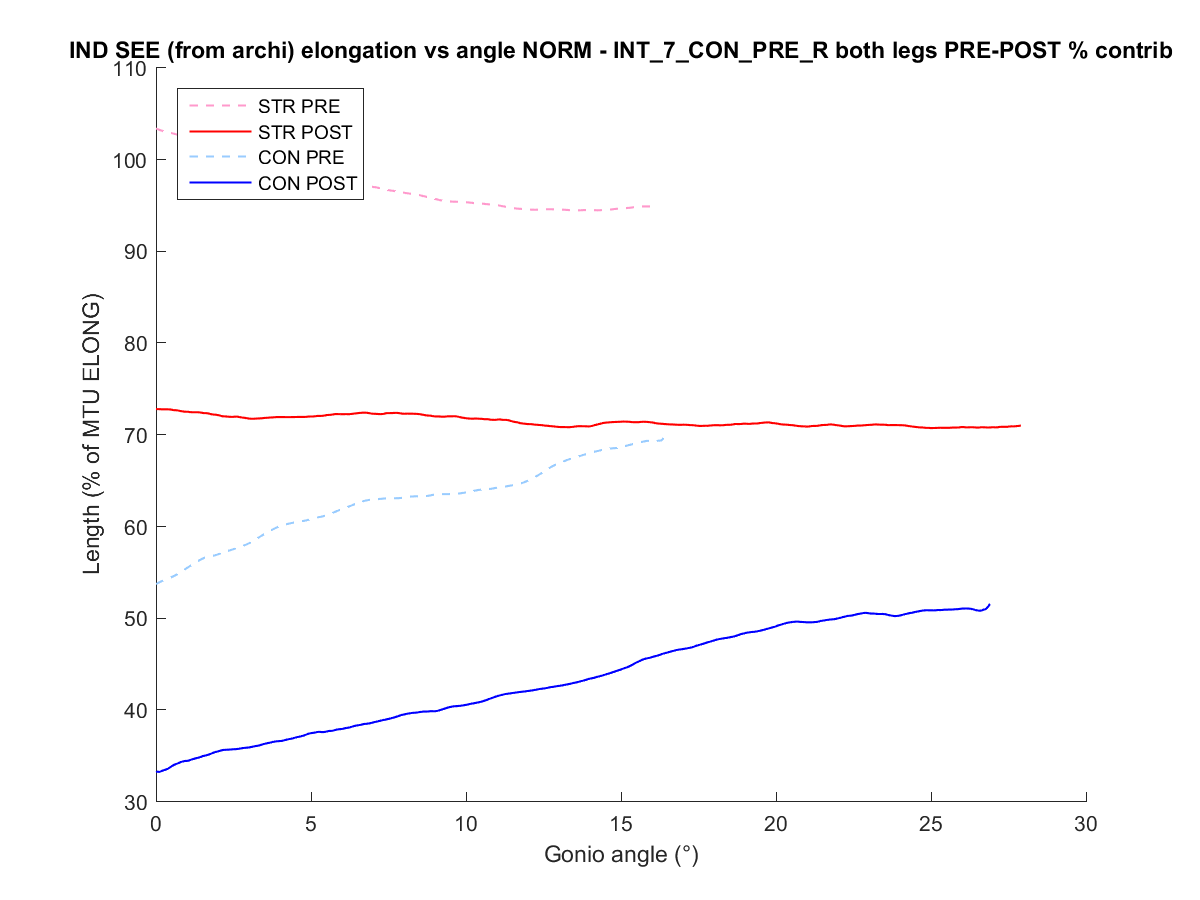 IND SEE (from archi) elongation vs angle NORM - INT_7_CON_PRE_R both legs PRE-POST % contrib
110
100
90
80
70
60
50
40
30
STR PRE
STR POST
CON PRE
CON POST
Length (% of MTU ELONG)
0 5 10 15 20 25 30
Gonio angle (°)